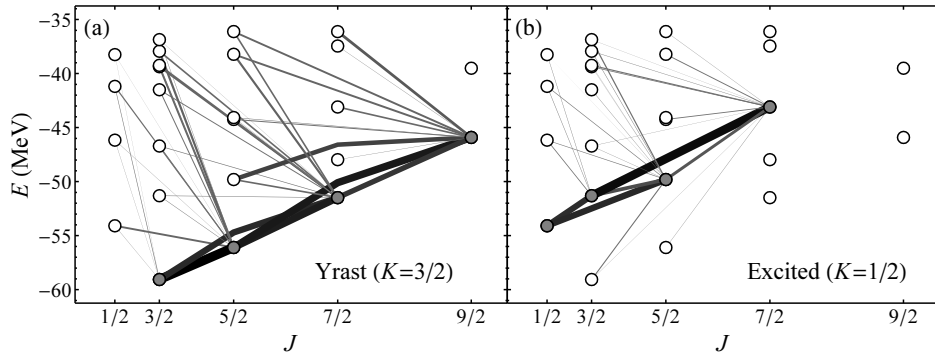 (a)
(b)
E (MeV)
−35
−40
−45
−50
−55
−60
Yrast (K=3/2)
Excited (K=1/2)
1/2 3/2 5/2 7/2 9/2
1/2 3/2 5/2 7/2 9/2
J
J